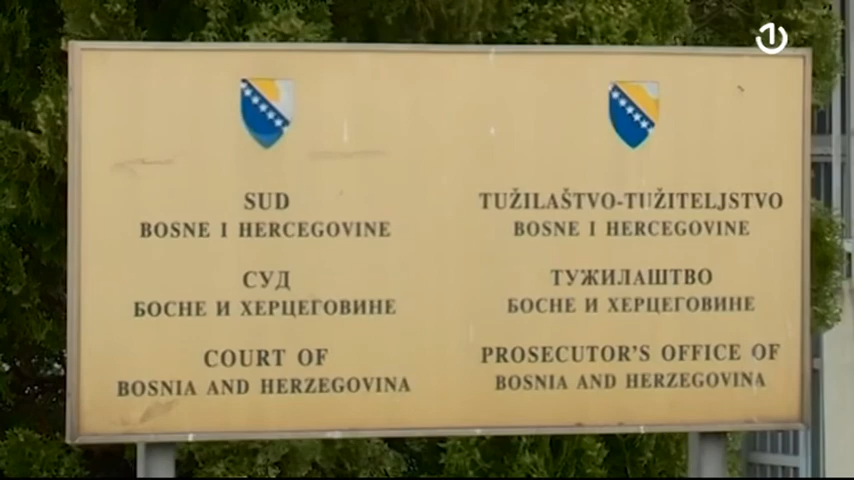 SUD
BOSNE I HERCEGOVINE
СУД
БОСНЕ И ХЕРЦЕГОВИНЕ
COURT OF
BOSNIA AND HERZEGOVINA
TUŽILAŠTVO-TUŽITELJSTVO
BOSNE I HERCEGOVINE
ТУЖИЛАШТВО
БОСНЕ И ХЕРЦЕГОВИНЕ
PROSECUTOR'S OFFICE OF
BOSNIA AND HERZEGOVINA
1